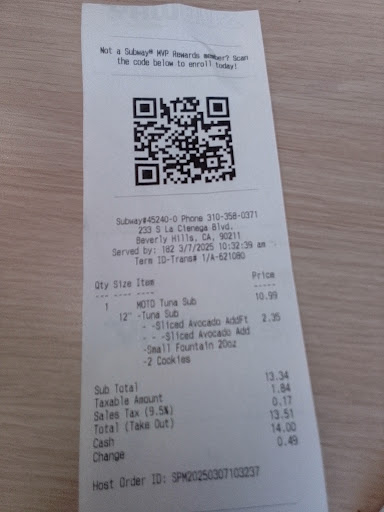 Not a Subway® MVP Rewards member? Scan
the code below to enroll today!
Subway#45240-0 Phone 310-358-0371
233 S La Cienega Blvd.
Beverly Hills, CA, 90211
Served by: 182 3/7/2025 10:32:39 am
Term ID-Trans# 1/A-621080
Qty Size Item Price
--- ---- ---- -----
1 MOTD Tuna Sub 10.99
12" -Tuna Sub
- -Sliced Avocado AddFt 2.35
- - -Sliced Avocado Add
-Small Fountain 20oz
-2 Cookies
Sub Total 13.34
Taxable Amount 1.84
Sales Tax (9.5%) 0.17
Total (Take Out) 13.51
Cash 14.00
Change 0.49
Host Order ID: SPM20250307103237